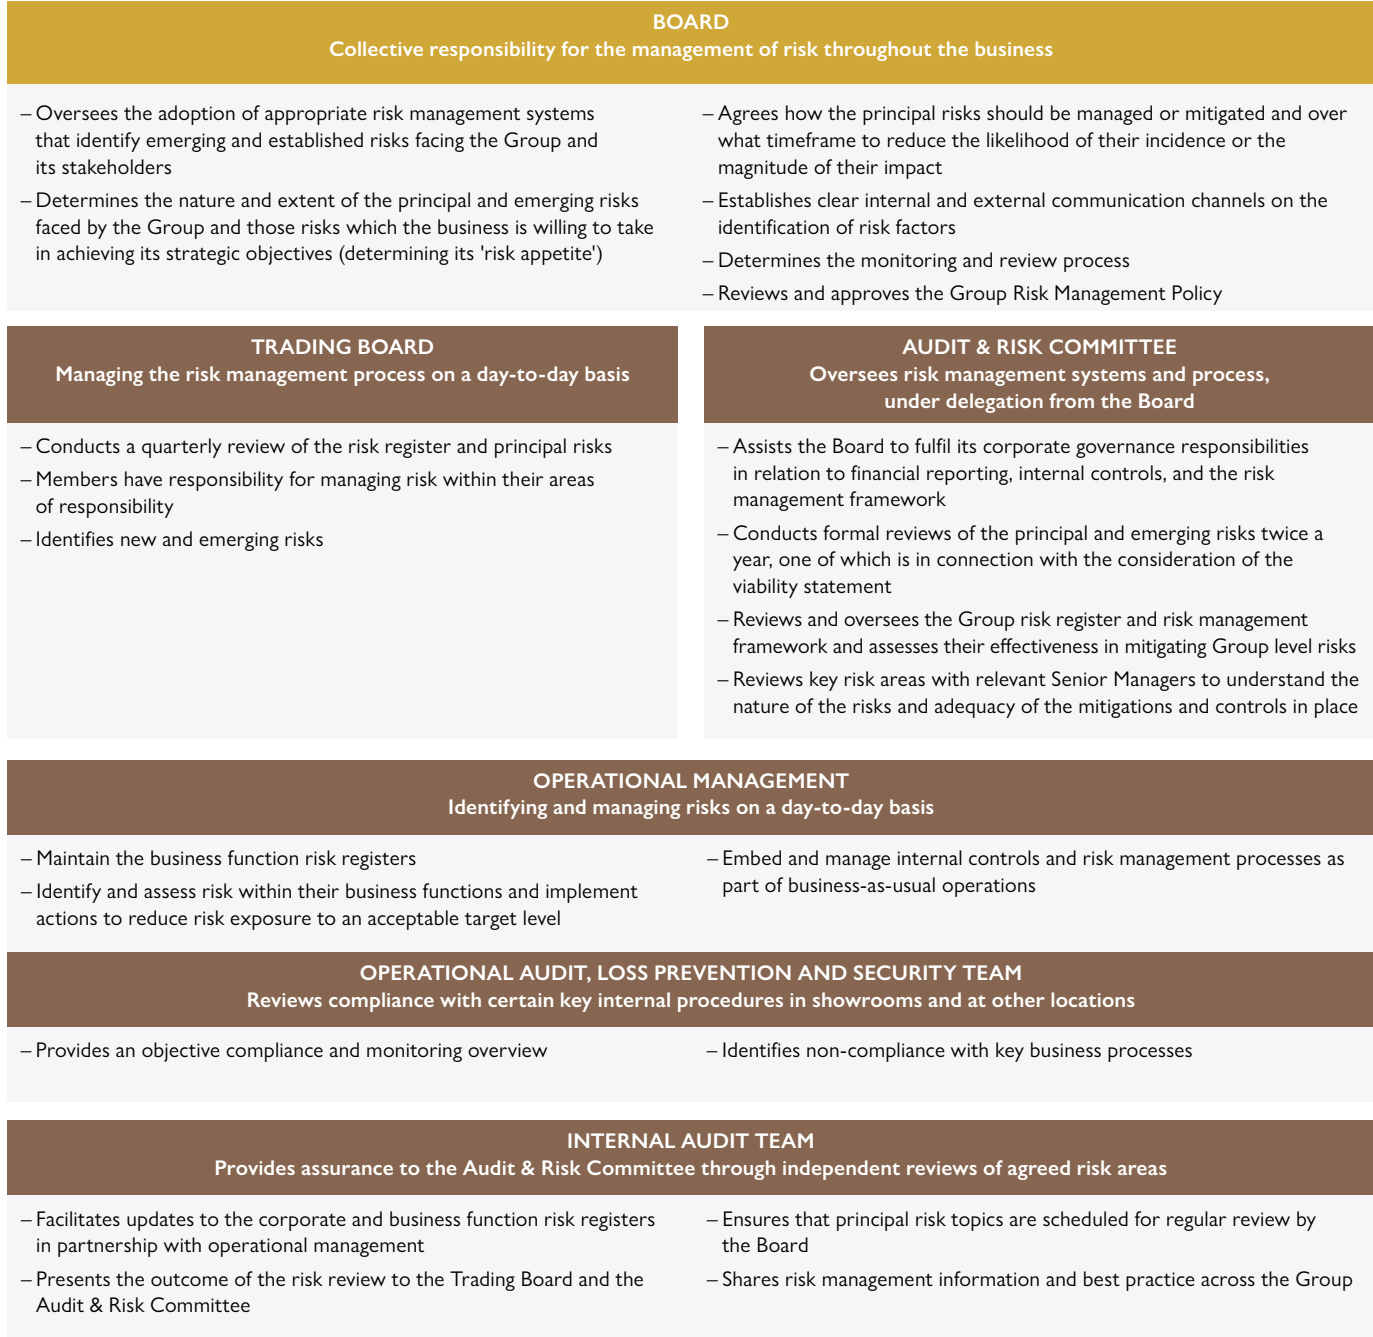 BOARD
Collective responsibility for the management of risk throughout the business
– Oversees the adoption of appropriate risk management systems
that identify emerging and established risks facing the Group and
its stakeholders
– Determines the nature and extent of the principal and emerging risks
faced by the Group and those risks which the business is willing to take
in achieving its strategic objectives (determining its 'risk appetite')
– Agrees how the principal risks should be managed or mitigated and over
what timeframe to reduce the likelihood of their incidence or the
magnitude of their impact
– Establishes clear internal and external communication channels on the
identification of risk factors
– Determines the monitoring and review process
– Reviews and approves the Group Risk Management Policy
TRADING BOARD
Managing the risk management process on a day-to-day basis
– Conducts a quarterly review of the risk register and principal risks
– Members have responsibility for managing risk within their areas
of responsibility
– Identifies new and emerging risks
AUDIT & RISK COMMITTEE
Oversees risk management systems and process,
under delegation from the Board
– Assists the Board to fulfil its corporate governance responsibilities
in relation to financial reporting, internal controls, and the risk
management framework
– Conducts formal reviews of the principal and emerging risks twice a
year, one of which is in connection with the consideration of the
viability statement
– Reviews and oversees the Group risk register and risk management
framework and assesses their effectiveness in mitigating Group level risks
– Reviews key risk areas with relevant Senior Managers to understand the
nature of the risks and adequacy of the mitigations and controls in place
OPERATIONAL MANAGEMENT
Identifying and managing risks on a day-to-day basis
– Maintain the business function risk registers
– Identify and assess risk within their business functions and implement
actions to reduce risk exposure to an acceptable target level
– Embed and manage internal controls and risk management processes as
part of business-as-usual operations
OPERATIONAL AUDIT, LOSS PREVENTION AND SECURITY TEAM
Reviews compliance with certain key internal procedures in showrooms and at other locations
– Provides an objective compliance and monitoring overview
– Identifies non-compliance with key business processes
INTERNAL AUDIT TEAM
Provides assurance to the Audit & Risk Committee through independent reviews of agreed risk areas
– Facilitates updates to the corporate and business function risk registers
in partnership with operational management
– Presents the outcome of the risk review to the Trading Board and the
Audit & Risk Committee
– Ensures that principal risk topics are scheduled for regular review by
the Board
– Shares risk management information and best practice across the Group